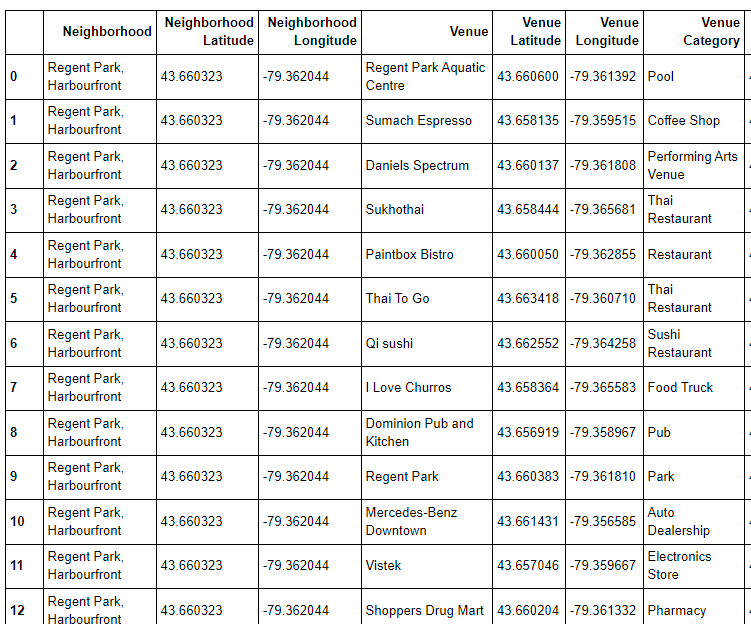 Neighborhood Neighborhood Latitude Neighborhood Longitude Venue Venue Latitude Venue Longitude Venue Category
0 Regent Park, Harbourfront 43.660323 -79.362044 Regent Park Aquatic Centre 43.660600 -79.361392 Pool
1 Regent Park, Harbourfront 43.660323 -79.362044 Sumach Espresso 43.658135 -79.359515 Coffee Shop
2 Regent Park, Harbourfront 43.660323 -79.362044 Daniels Spectrum 43.660137 -79.361808 Performing Arts Venue
3 Regent Park, Harbourfront 43.660323 -79.362044 Sukhothai 43.658444 -79.365681 Thai Restaurant
4 Regent Park, Harbourfront 43.660323 -79.362044 Paintbox Bistro 43.660050 -79.362855 Restaurant
5 Regent Park, Harbourfront 43.660323 -79.362044 Thai To Go 43.663418 -79.360710 Thai Restaurant
6 Regent Park, Harbourfront 43.660323 -79.362044 Qi sushi 43.662552 -79.364258 Sushi Restaurant
7 Regent Park, Harbourfront 43.660323 -79.362044 I Love Churros 43.658364 -79.365583 Food Truck
8 Regent Park, Harbourfront 43.660323 -79.362044 Dominion Pub and Kitchen 43.656919 -79.358967 Pub
9 Regent Park, Harbourfront 43.660323 -79.362044 Regent Park 43.660383 -79.361810 Park
10 Regent Park, Harbourfront 43.660323 -79.362044 Mercedes-Benz Downtown 43.661431 -79.356585 Auto Dealership
11 Regent Park, Harbourfront 43.660323 -79.362044 Vistek 43.657046 -79.359667 Electronics Store
12 Regent Park, Harbourfront 43.660323 -79.362044 Shoppers Drug Mart 43.660204 -79.361332 Pharmacy